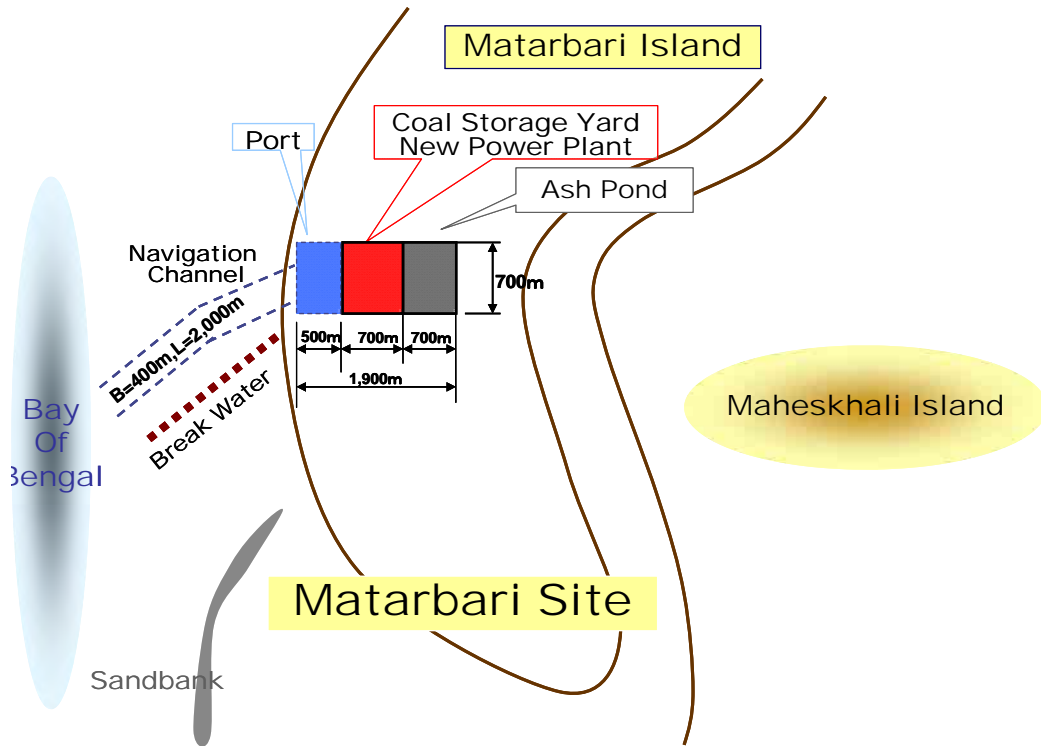 Matarbari Island
Coal Storage Yard
New Power Plant
Port
Ash Pond
Navigation
Channel
700m
B=400m,L=2,000m
500m
700m
700m
1,900m
Break Water
Bay
Of
Bengal
Maheskhali Island
Matarbari Site
Sandbank